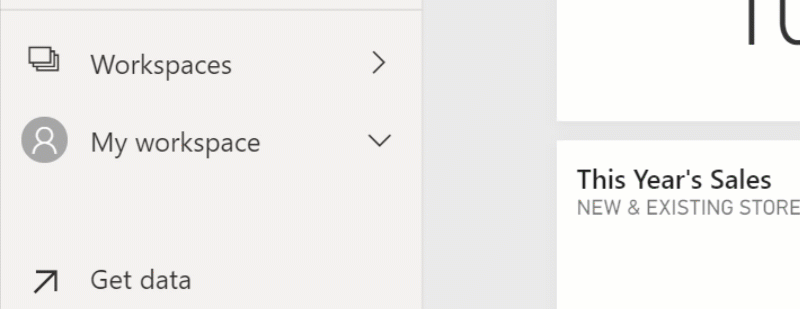 Workspaces
My workspace
Get data
This Year's Sales
NEW & EXISTING STORE